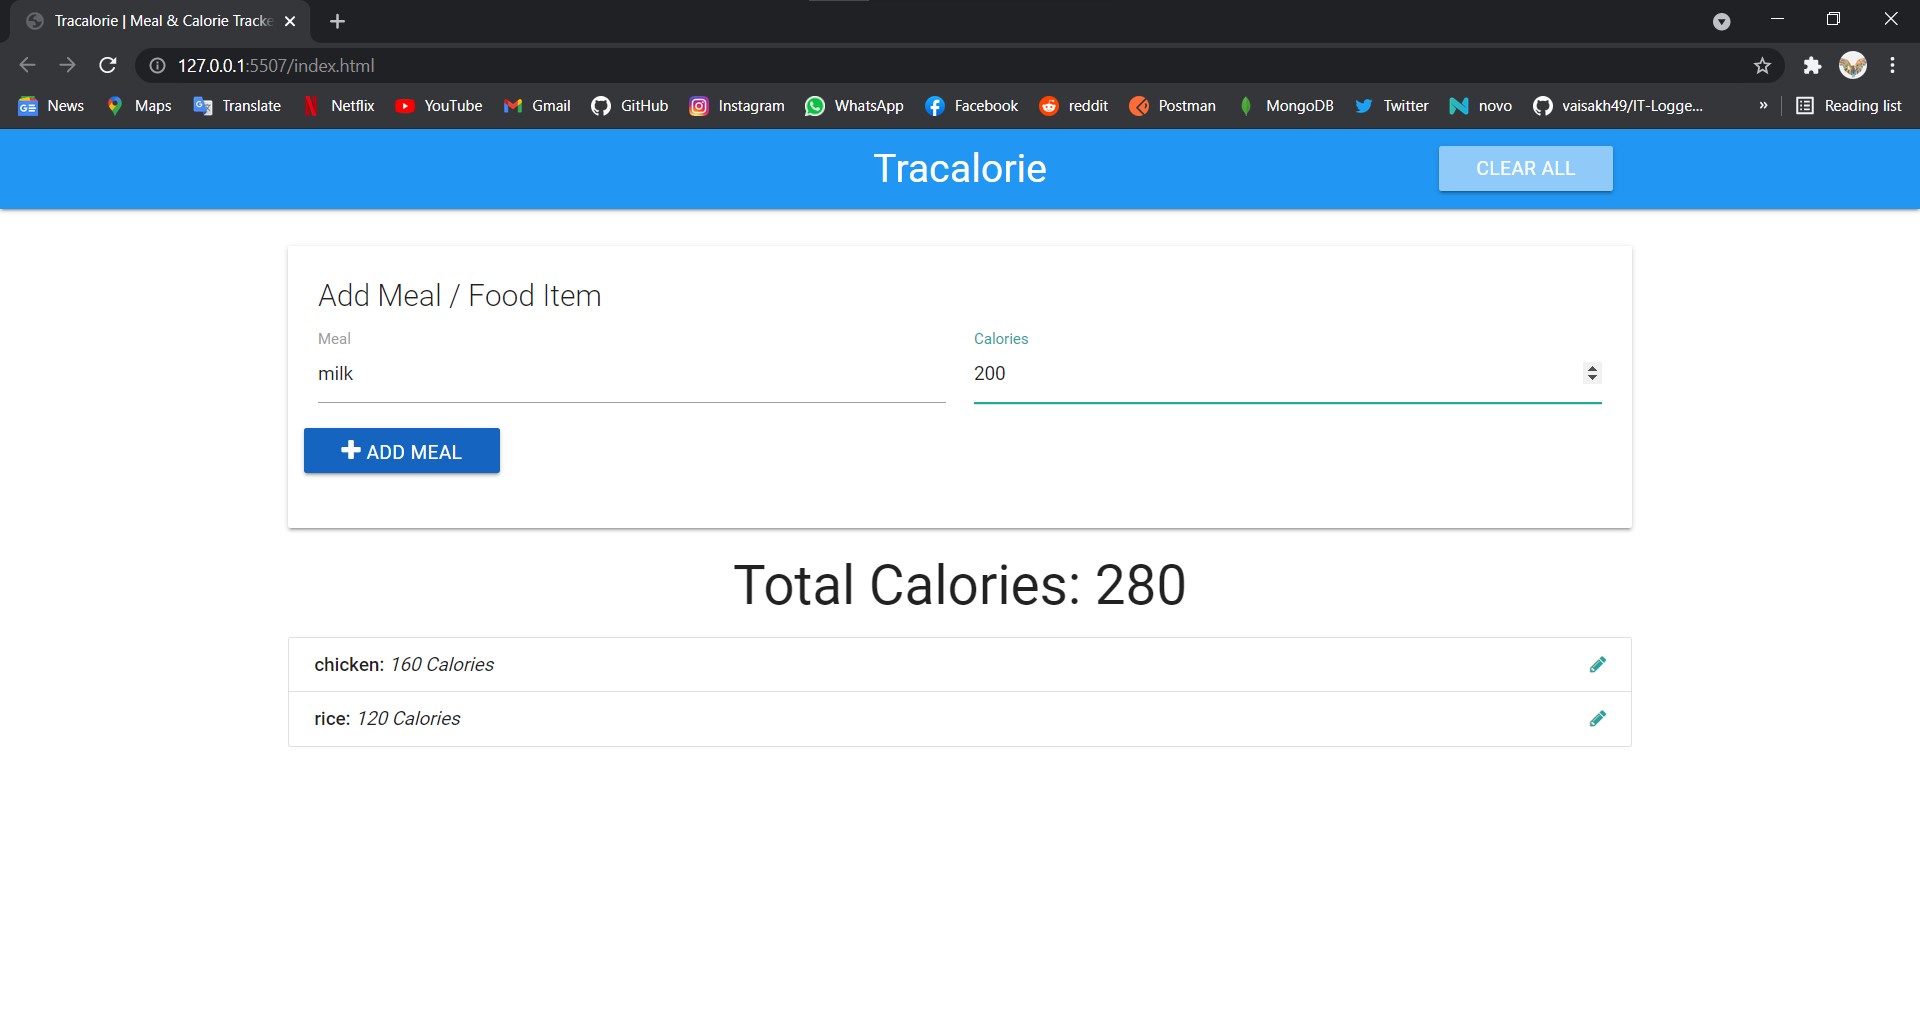 Tracalorie | Meal & Calorie Tracke
127.0.0.1:5507/index.html
News Maps Translate Netflix YouTube Gmail GitHub Instagram WhatsApp Facebook reddit Postman MongoDB Twitter novo vaisakh49/IT-Logge... » Reading list
Tracalorie CLEAR ALL
Add Meal / Food Item
Meal Calories
milk 200
ADD MEAL
Total Calories: 280
chicken: 160 Calories
rice: 120 Calories